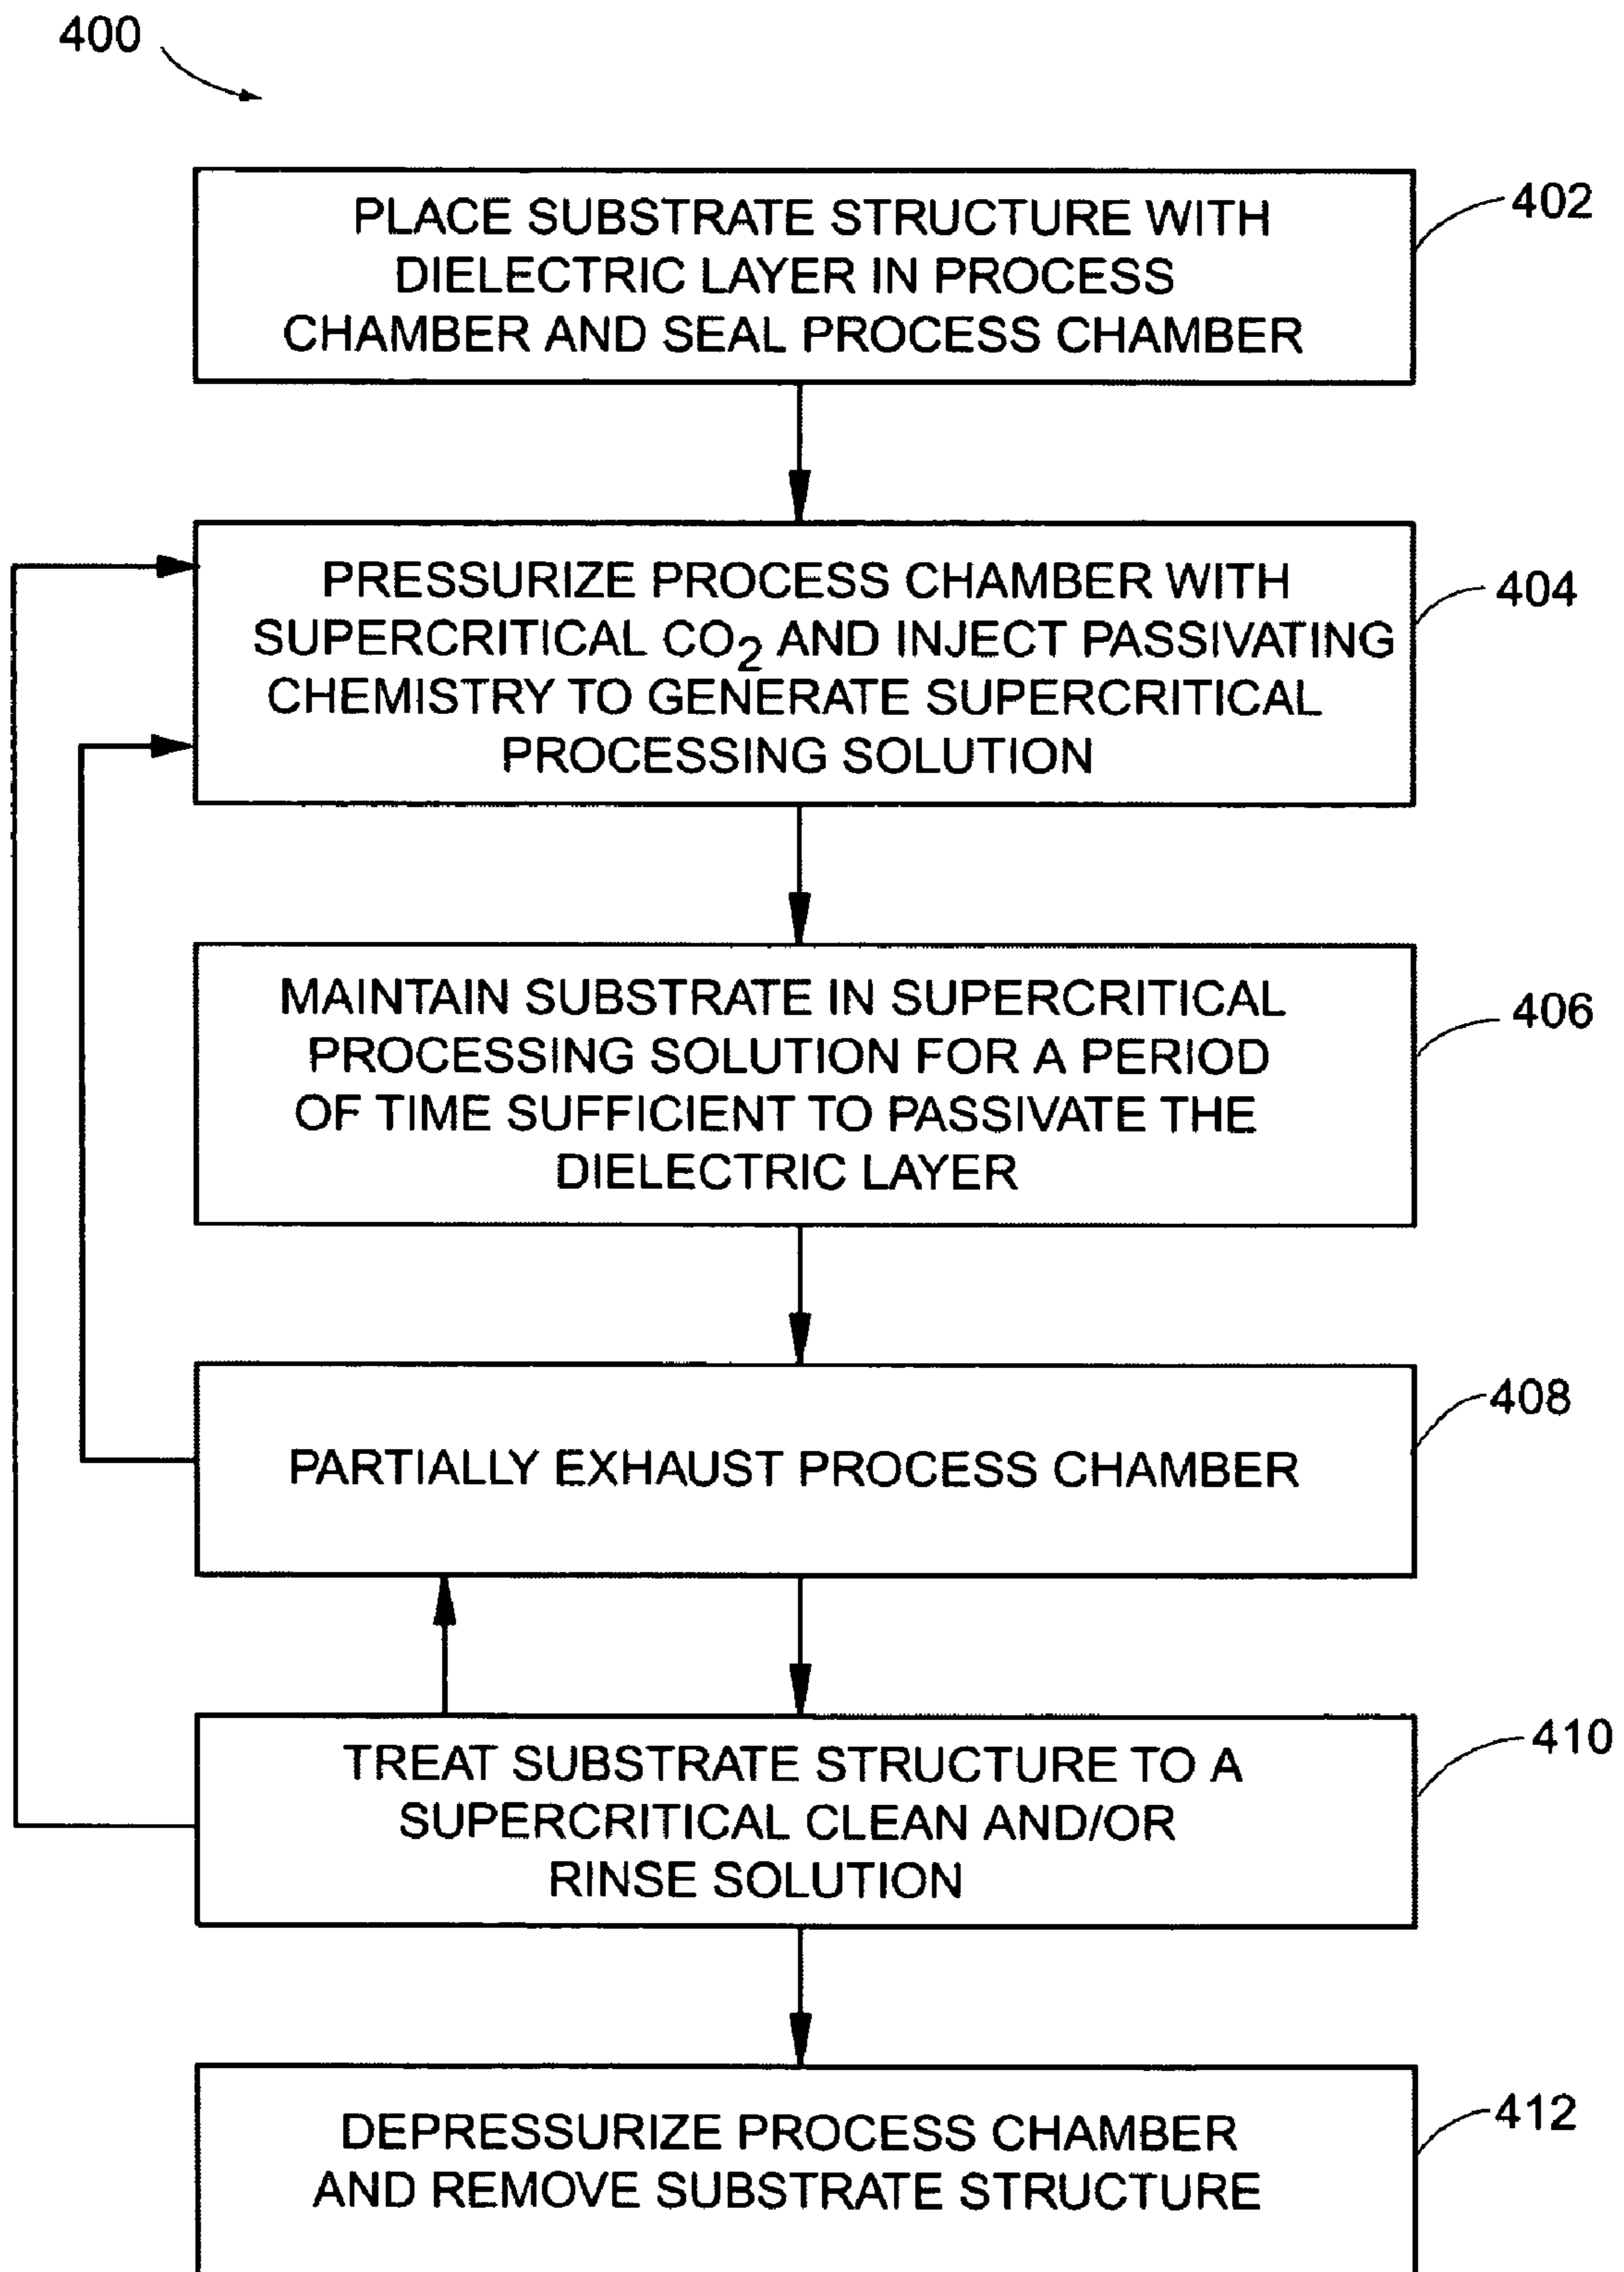 400
PLACE SUBSTRATE STRUCTURE WITH
DIELECTRIC LAYER IN PROCESS
CHAMBER AND SEAL PROCESS CHAMBER
402
PRESSURIZE PROCESS CHAMBER WITH
SUPERCRITICAL CO₂ AND INJECT PASSIVATING
CHEMISTRY TO GENERATE SUPERCRITICAL
PROCESSING SOLUTION
404
MAINTAIN SUBSTRATE IN SUPERCRITICAL
PROCESSING SOLUTION FOR A PERIOD
OF TIME SUFFICIENT TO PASSIVATE THE
DIELECTRIC LAYER
406
PARTIALLY EXHAUST PROCESS CHAMBER
408
TREAT SUBSTRATE STRUCTURE TO A
SUPERCRITICAL CLEAN AND/OR
RINSE SOLUTION
410
DEPRESSURIZE PROCESS CHAMBER
AND REMOVE SUBSTRATE STRUCTURE
412